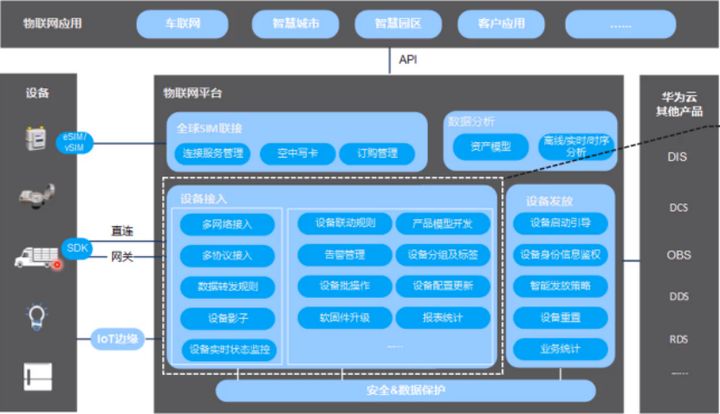 物联网应用
车联网
智慧城市
智慧园区
客户应用
......
API
设备
eSIM/
vSIM
SDK
直连
网关
IoT边缘
物联网平台
全球SIM联接
连接服务管理
空中写卡
订购管理
数据分析
资产模型
离线/实时/时序
分析
设备接入
多网络接入
多协议接入
数据转发规则
设备影子
设备实时状态监控
设备联动规则
产品模型开发
告警管理
设备分组及标签
设备批操作
设备配置更新
软固件升级
报表统计
......
设备发放
设备启动引导
设备身份信息鉴权
智能发放策略
设备重置
业务统计
安全&数据保护
华为云
其他产品
DIS
DCS
OBS
DDS
RDS
......